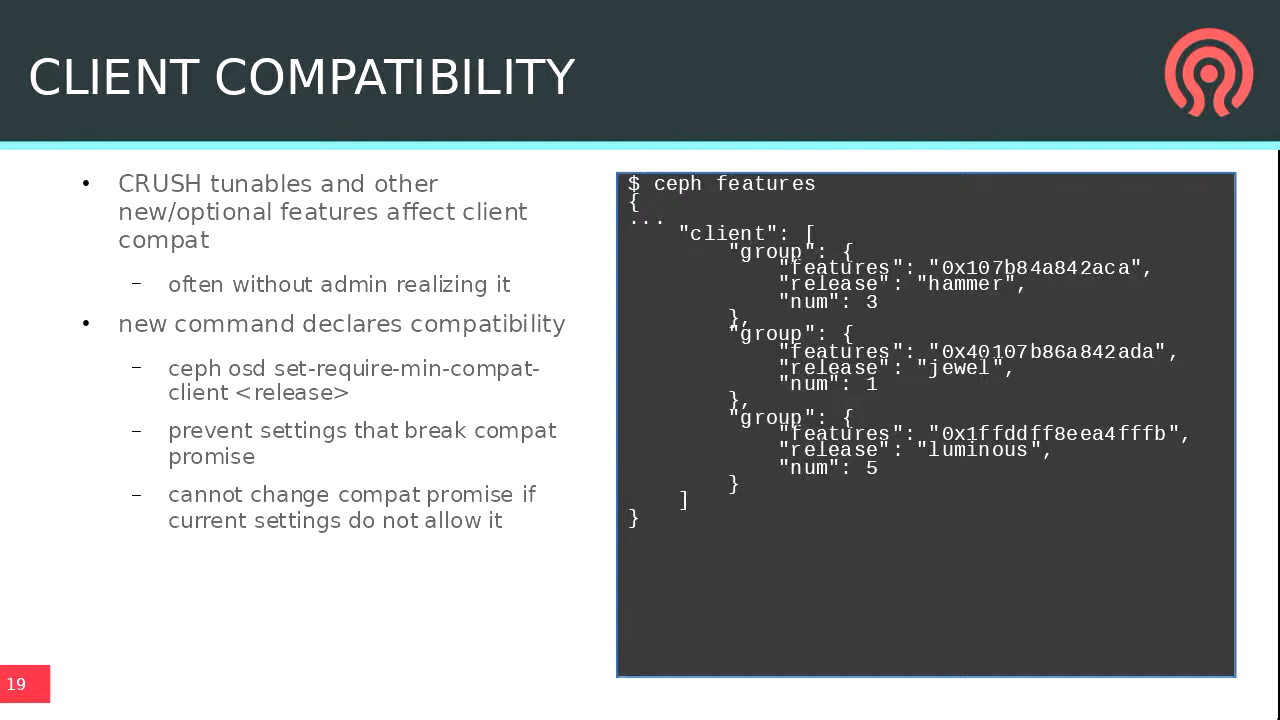 CLIENT COMPATIBILITY
• CRUSH tunables and other
new/optional features affect client
compat
– often without admin realizing it
• new command declares compatibility
– ceph osd set-require-min-compat-
client <release>
– prevent settings that break compat
promise
– cannot change compat promise if
current settings do not allow it
$ ceph features
{
...
    "client": [
        "group": {
            "features": "0x107b84a842aca",
            "release": "hammer",
            "num": 3
        },
        "group": {
            "features": "0x40107b86a842ada",
            "release": "jewel",
            "num": 1
        },
        "group": {
            "features": "0x1ffddff8eea4fffb",
            "release": "luminous",
            "num": 5
        }
    ]
}
19